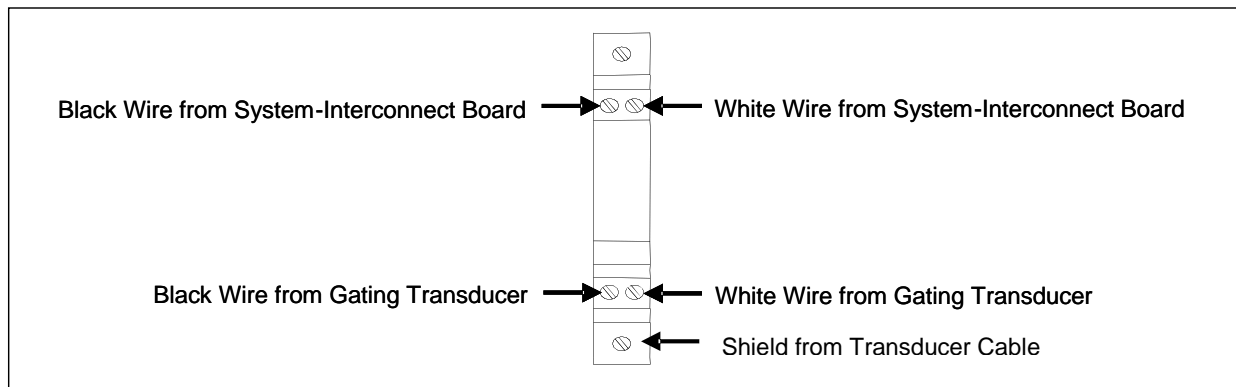 Black Wire from System-Interconnect Board
White Wire from System-Interconnect Board
Black Wire from Gating Transducer
White Wire from Gating Transducer
Shield from Transducer Cable